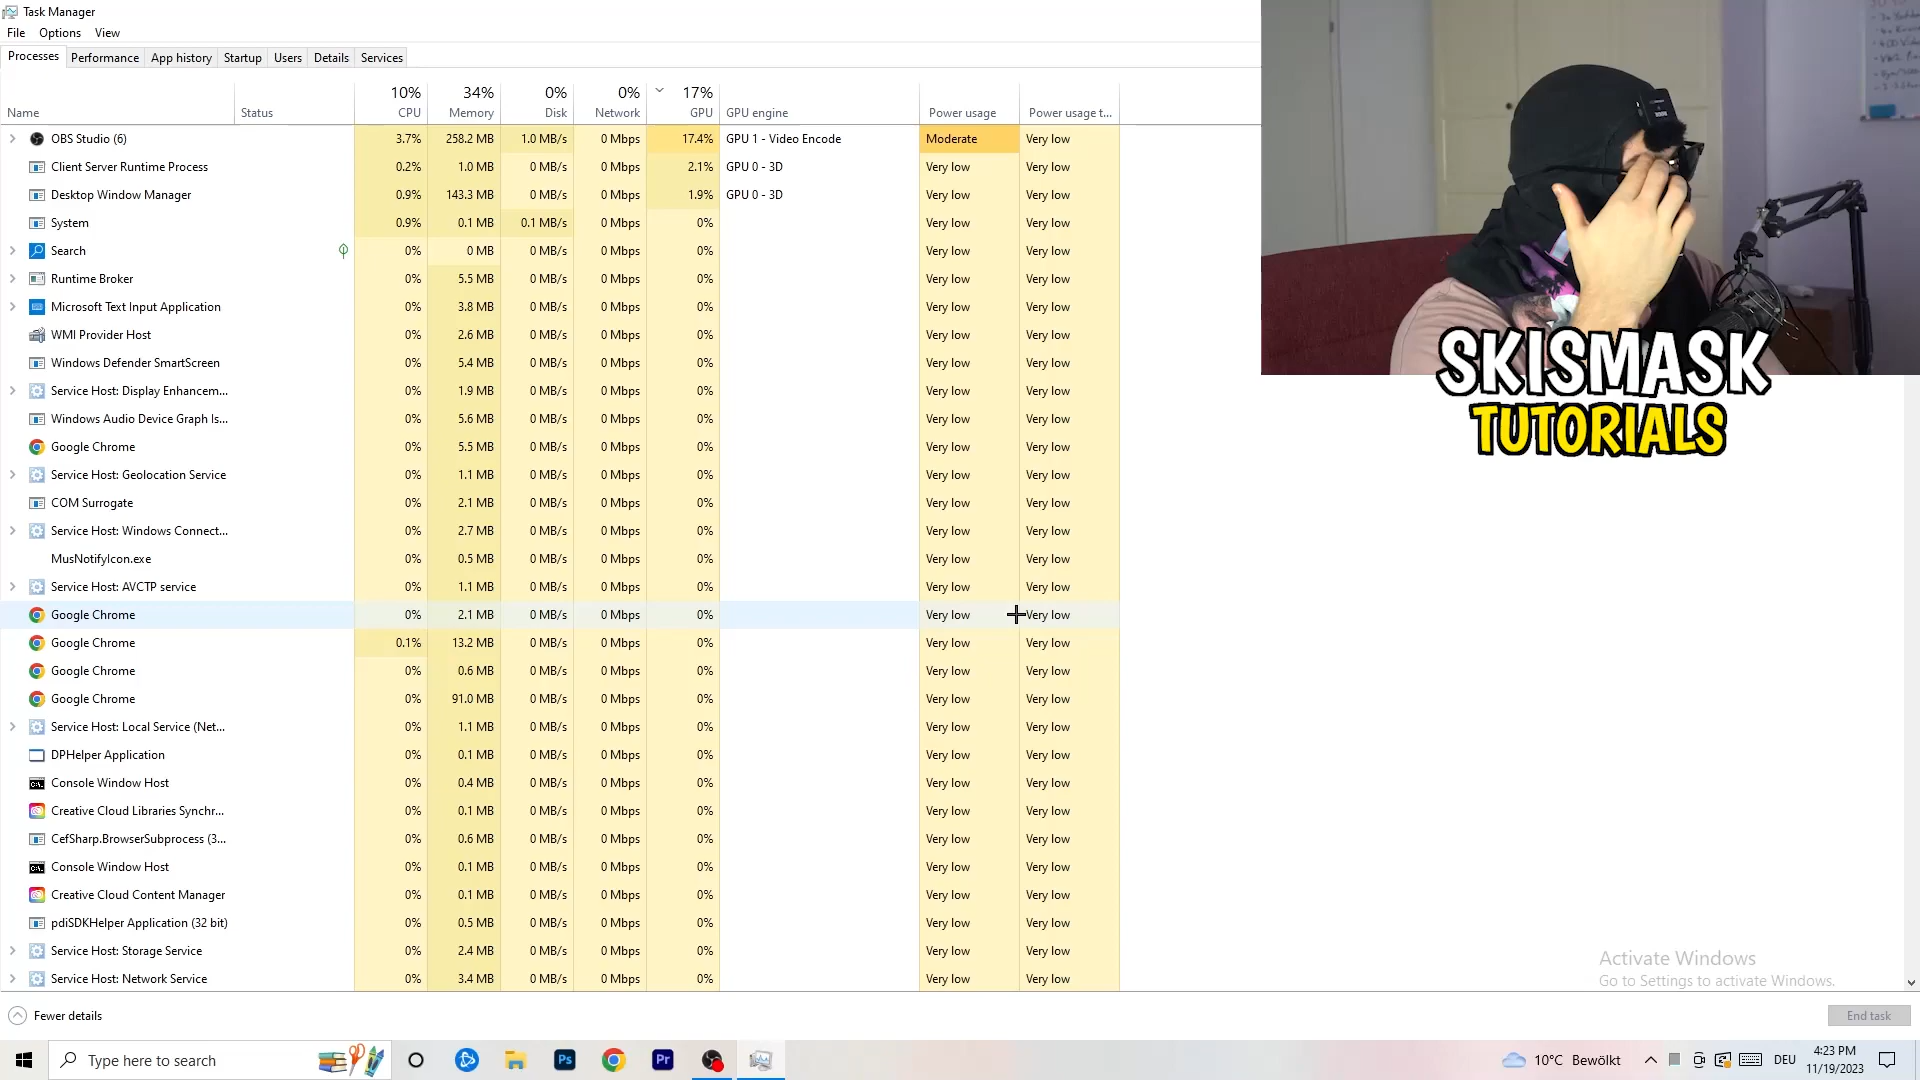 Task Manager
File Options View
Processes Performance App history Startup Users Details Services
10% 34% 0% 0% 17%
Name Status CPU Memory Disk Network GPU GPU engine Power usage Power usage t...
OBS Studio (6) 3.7% 258.2 MB 1.0 MB/s 0 Mbps 17.4% GPU 1 - Video Encode Moderate Very low
Client Server Runtime Process 0.2% 1.0 MB 0 MB/s 0 Mbps 2.1% GPU 0 - 3D Very low Very low
Desktop Window Manager 0.9% 143.3 MB 0 MB/s 0 Mbps 1.9% GPU 0 - 3D Very low Very low
System 0.9% 0.1 MB 0.1 MB/s 0 Mbps 0% Very low Very low
Search 0% 0 MB 0 MB/s 0 Mbps 0% Very low Very low
Runtime Broker 0% 5.5 MB 0 MB/s 0 Mbps 0% Very low Very low
Microsoft Text Input Application 0% 3.8 MB 0 MB/s 0 Mbps 0% Very low Very low
WMI Provider Host 0% 2.6 MB 0 MB/s 0 Mbps 0% Very low Very low
Windows Defender SmartScreen 0% 5.4 MB 0 MB/s 0 Mbps 0% Very low Very low
Service Host: Display Enhancem... 0% 1.9 MB 0 MB/s 0 Mbps 0% Very low Very low
Windows Audio Device Graph Is... 0% 5.6 MB 0 MB/s 0 Mbps 0% Very low Very low
Google Chrome 0% 5.5 MB 0 MB/s 0 Mbps 0% Very low Very low
Service Host: Geolocation Service 0% 1.1 MB 0 MB/s 0 Mbps 0% Very low Very low
COM Surrogate 0% 2.1 MB 0 MB/s 0 Mbps 0% Very low Very low
Service Host: Windows Connect... 0% 2.7 MB 0 MB/s 0 Mbps 0% Very low Very low
MusNotifyIcon.exe 0% 0.5 MB 0 MB/s 0 Mbps 0% Very low Very low
Service Host: AVCTP service 0% 1.1 MB 0 MB/s 0 Mbps 0% Very low Very low
Google Chrome 0% 2.1 MB 0 MB/s 0 Mbps 0% Very low Very low
Google Chrome 0.1% 13.2 MB 0 MB/s 0 Mbps 0% Very low Very low
Google Chrome 0% 0.6 MB 0 MB/s 0 Mbps 0% Very low Very low
Google Chrome 0% 91.0 MB 0 MB/s 0 Mbps 0% Very low Very low
Service Host: Local Service (Net... 0% 1.1 MB 0 MB/s 0 Mbps 0% Very low Very low
DPHelper Application 0% 0.1 MB 0 MB/s 0 Mbps 0% Very low Very low
Console Window Host 0% 0.4 MB 0 MB/s 0 Mbps 0% Very low Very low
Creative Cloud Libraries Synchr... 0% 0.1 MB 0 MB/s 0 Mbps 0% Very low Very low
CefSharp.BrowserSubprocess (3... 0% 0.6 MB 0 MB/s 0 Mbps 0% Very low Very low
Console Window Host 0% 0.1 MB 0 MB/s 0 Mbps 0% Very low Very low
Creative Cloud Content Manager 0% 0.1 MB 0 MB/s 0 Mbps 0% Very low Very low
pdiSDKHelper Application (32 bit) 0% 0.5 MB 0 MB/s 0 Mbps 0% Very low Very low
Service Host: Storage Service 0% 2.4 MB 0 MB/s 0 Mbps 0% Very low Very low
Service Host: Network Service 0% 3.4 MB 0 MB/s 0 Mbps 0% Very low Very low
SKISMASK
TUTORIALS
Activate Windows
Go to Settings to activate Windows.
Fewer details
End task
Type here to search
Ps
Pr
10°C Bewölkt
DEU
4:23 PM
11/19/2023